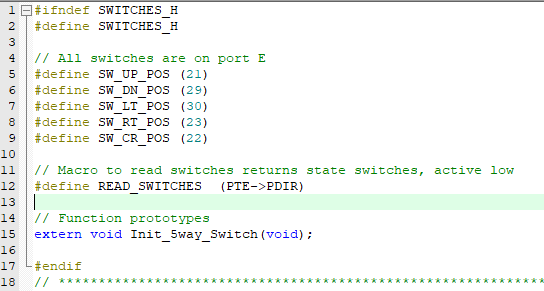 1 #ifndef SWITCHES_H
2 #define SWITCHES_H
3
4 // All switches are on port E
5 #define SW_UP_POS (21)
6 #define SW_DN_POS (29)
7 #define SW_LT_POS (30)
8 #define SW_RT_POS (23)
9 #define SW_CR_POS (22)
10
11 // Macro to read switches returns state switches, active low
12 #define READ_SWITCHES  (PTE->PDIR)
13
14 // Function prototypes
15 extern void Init_5way_Switch(void);
16
17 #endif
18 // *************************************************************